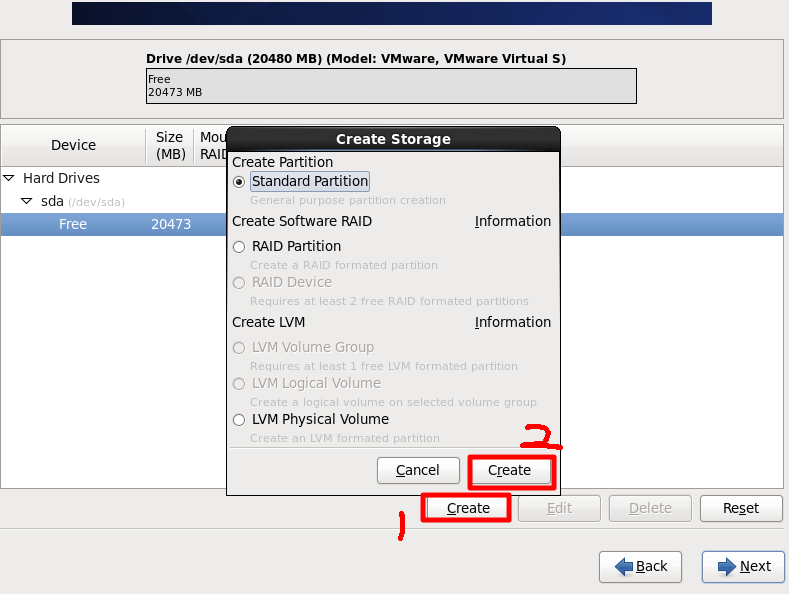 Drive /dev/sda (20480 MB) (Model: VMware, VMware Virtual S)
Free
20473 MB
Device
Size
(MB)
Mou
RAID
Hard Drives
sda (/dev/sda)
Free 20473
Create Storage
Create Partition
Standard Partition
General purpose partition creation
Create Software RAID Information
RAID Partition
Create a RAID formated partition
RAID Device
Requires at least 2 free RAID formated partitions
Create LVM Information
LVM Volume Group
Requires at least 1 free LVM formated partition
LVM Logical Volume
Create a logical volume on selected volume group
LVM Physical Volume
Create an LVM formated partition
2
Cancel Create
1
Create Edit Delete Reset
Back Next